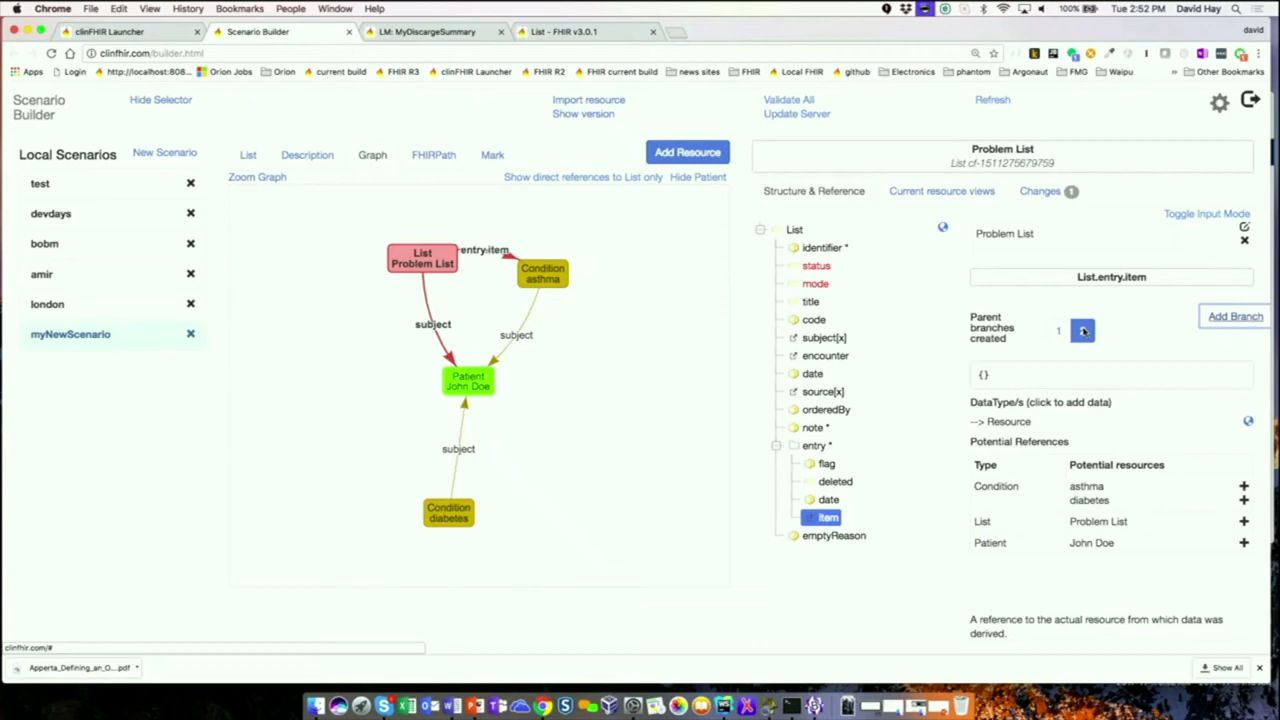 Chrome File Edit View History Bookmarks People Window Help 100% Tue 2:52 PM David Hay
clinFHIR Launcher Scenario Builder LM: MyDiscargeSummary List - FHIR v3.0.1 david
clinfhir.com/builder.html
Apps Login http://localhost:808... Orion Jobs Orion current build FHIR R3 clinFHIR Launcher FHIR R2 FHIR current build news sites FHIR Local FHIR github Electronics phantom Argonaut FMG Waipu » Other Bookmarks
Scenario
Builder
Hide Selector
Import resource
Show version
Validate All
Update Server
Refresh
Local Scenarios New Scenario
test
devdays
bobm
amir
london
myNewScenario
List Description Graph FHIRPath Mark Add Resource
Zoom Graph Show direct references to List only Hide Patient
List
Problem List
entry.item
Condition
asthma
subject
subject
Patient
John Doe
subject
Condition
diabetes
Problem List
List cf-1511275679759
Structure & Reference Current resource views Changes 1
List
identifier *
status
mode
title
code
subject[x]
encounter
date
source[x]
orderedBy
note *
entry *
flag
deleted
date
item
emptyReason
Toggle Input Mode
Problem List
List.entry.item
Parent
branches
created
1
Add Branch
{}
DataType/s (click to add data)
--> Resource
Potential References
Type Potential resources
Condition asthma
diabetes
List Problem List
Patient John Doe
A reference to the actual resource from which data was
derived.
clinfhir.com/#
Apperta_Defining_an_O....pdf
Show All